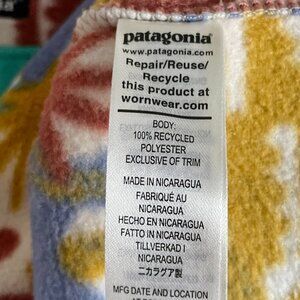 patagonia®
www.patagonia.com
Repair/Reuse/
Recycle
this product at
wornwear.com
BODY:
100% RECYCLED
POLYESTER
EXCLUSIVE OF TRIM
MADE IN NICARAGUA
FABRIQUÉ AU
NICARAGUA
HECHO EN NICARAGUA
FATTO IN NICARAGUA
TILLVERKAD I
NICARAGUA
ニカラグア製
MFG DATE AND LOCATION